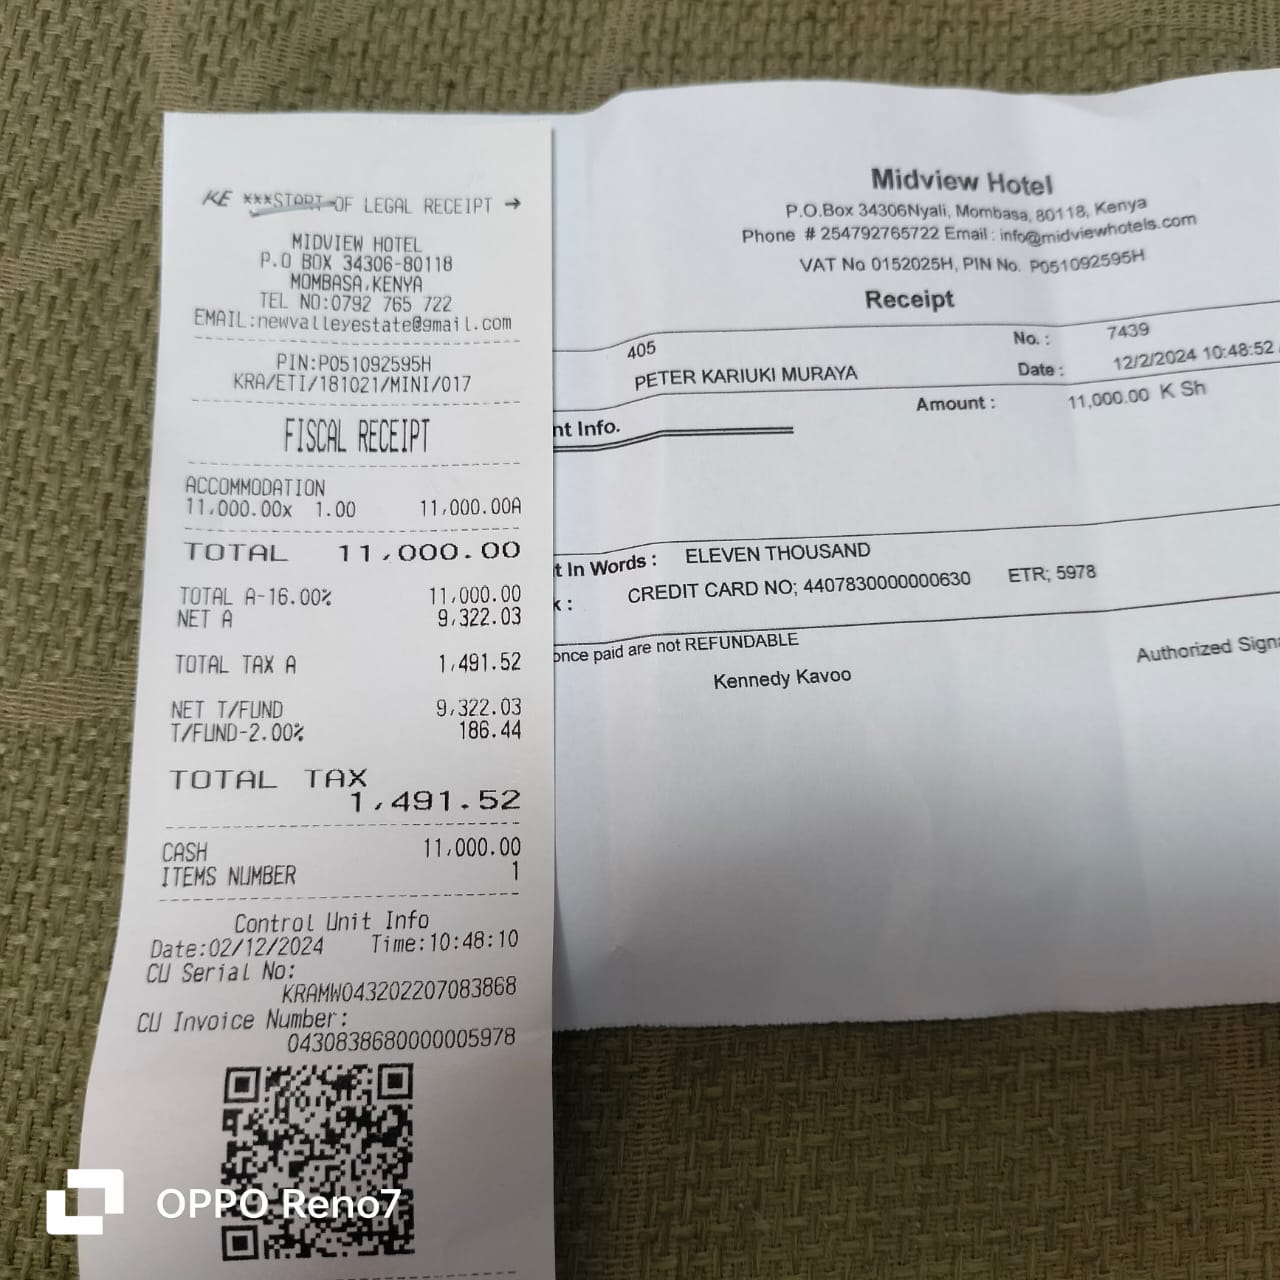 KE ***START OF LEGAL RECEIPT →
MIDVIEW HOTEL
P.O BOX 34306-80118
MOMBASA,KENYA
TEL NO:0792 765 722
EMAIL:newvalleyestate@gmail.com
PIN:P051092595H
KRA/ETI/181021/MINI/017
FISCAL RECEIPT
ACCOMMODATION
11,000.00x 1.00 11,000.00A
TOTAL 11,000.00
TOTAL A-16.00% 11,000.00
NET A 9,322.03
TOTAL TAX A 1,491.52
NET T/FUND 9,322.03
T/FUND-2.00% 186.44
TOTAL TAX
1,491.52
CASH 11,000.00
ITEMS NUMBER 1
Control Unit Info
Date:02/12/2024 Time:10:48:10
CU Serial No:
KRAMW043202207083868
CU Invoice Number:
0430838680000005978
Midview Hotel
P.O.Box 34306Nyali, Mombasa, 80118, Kenya
Phone # 254792765722 Email : info@midviewhotels.com
VAT No 0152025H, PIN No. P051092595H
Receipt
405 No. : 7439
PETER KARIUKI MURAYA Date : 12/2/2024 10:48:52
Amount : 11,000.00 K Sh
nt Info.
t In Words : ELEVEN THOUSAND
k : CREDIT CARD NO; 4407830000000630 ETR; 5978
once paid are not REFUNDABLE
Kennedy Kavoo Authorized Signa
OPPO Reno7